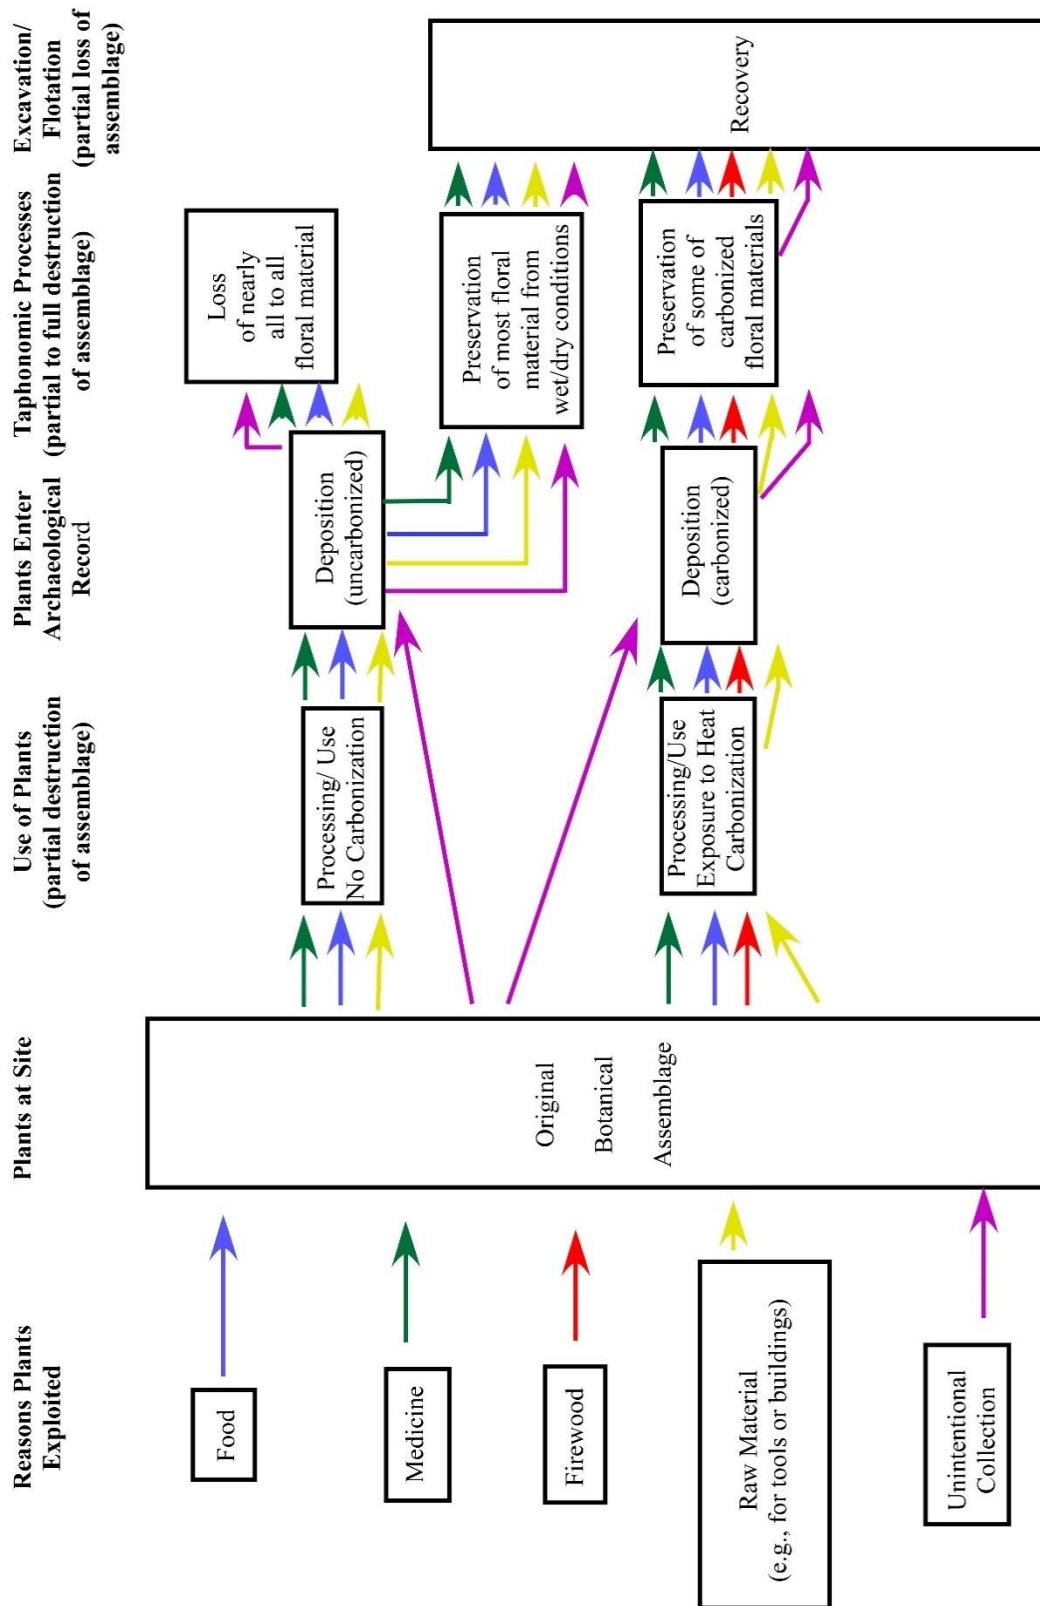 Reasons Plants
Exploited
Plants at Site
Use of Plants
(partial destruction
of assemblage)
Plants Enter
Archaeological
Record
Taphonomic Processes
(partial to full destruction
of assemblage)
Excavation/
Flotation
(partial loss of
assemblage)
Food
Medicine
Firewood
Raw Material
(e.g., for tools or buildings)
Unintentional
Collection
Original
Botanical
Assemblage
Processing/ Use
No Carbonization
Processing/Use
Exposure to Heat
Carbonization
Deposition
(uncarbonized)
Deposition
(carbonized)
Loss
of nearly
all to all
floral material
Preservation
of most floral
material from
wet/dry conditions
Preservation
of some of
carbonized
floral materials
Recovery